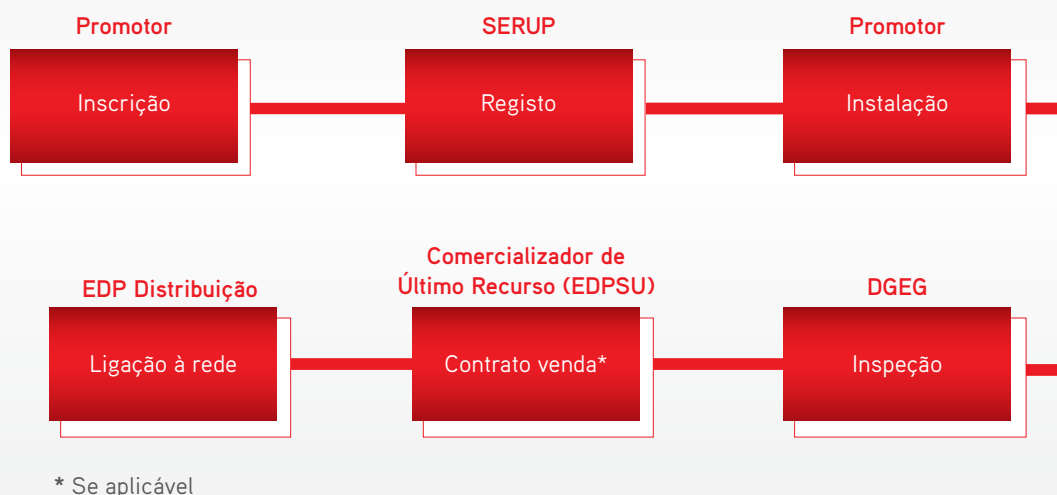 Promotor
SERUP
Promotor
Inscrição
Registo
Instalação
EDP Distribuição
Comercializador de
Último Recurso (EDPSU)
DGEG
Ligação à rede
Contrato venda*
Inspeção
* Se aplicável